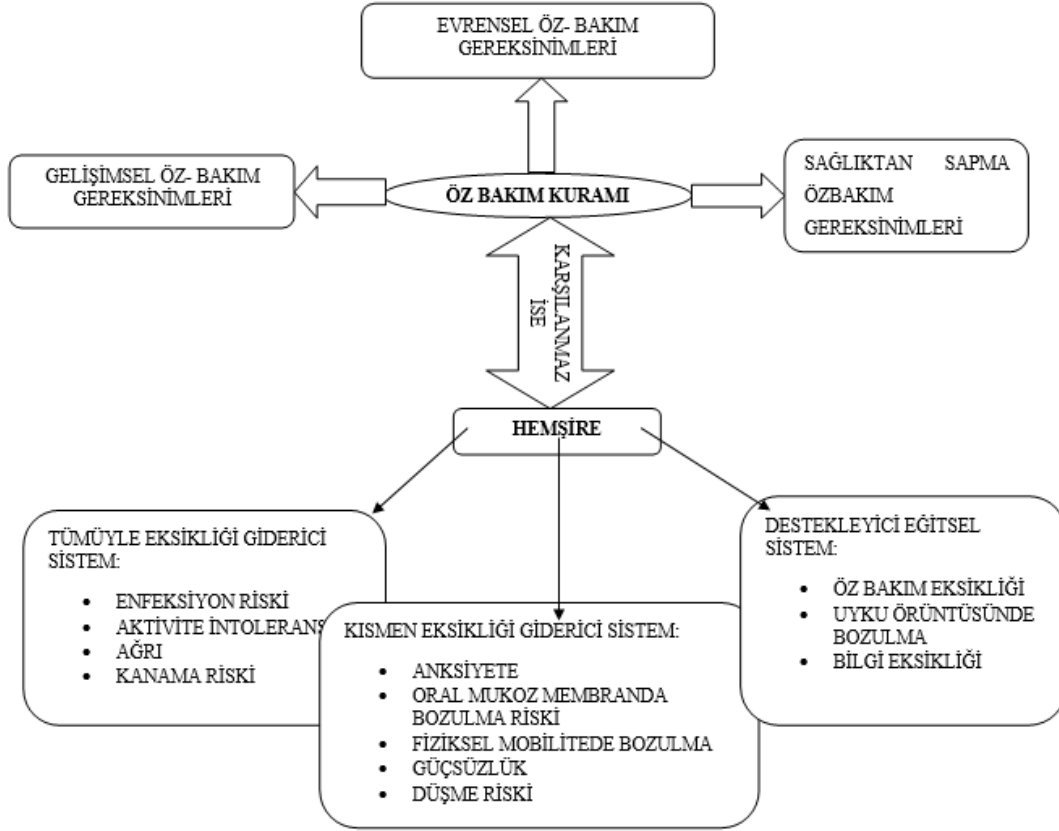 EVRENSEL ÖZ- BAKIM
GEREKSİNİMLERİ
GELİŞİMSEL ÖZ- BAKIM
GEREKSİNİMLERİ
ÖZ BAKIM KURAMI
SAĞLIKTAN SAPMA
ÖZBAKIM
GEREKSİNİMLERİ
KARŞILANMAZ
İSE
HEMŞİRE
TÜMÜYLE EKSİKLİĞİ GİDERİCİ
SİSTEM:
• ENFEKSİYON RİSKİ
• AKTİVİTE İNTOLERANS
• AĞRI
• KANAMA RİSKİ
KISMEN EKSİKLİĞİ GİDERİCİ SİSTEM:
• ANKSİYETE
• ORAL MUKOZ MEMBRANDA
BOZULMA RİSKİ
• FİZİKSEL MOBİLİTEDE BOZULMA
• GÜÇSÜZLÜK
• DÜŞME RİSKİ
DESTEKLEYİCİ EĞİTSEL
SİSTEM:
• ÖZ BAKIM EKSİKLİĞİ
• UYKU ÖRÜNTÜSÜNDE
BOZULMA
• BİLGİ EKSİKLİĞİ